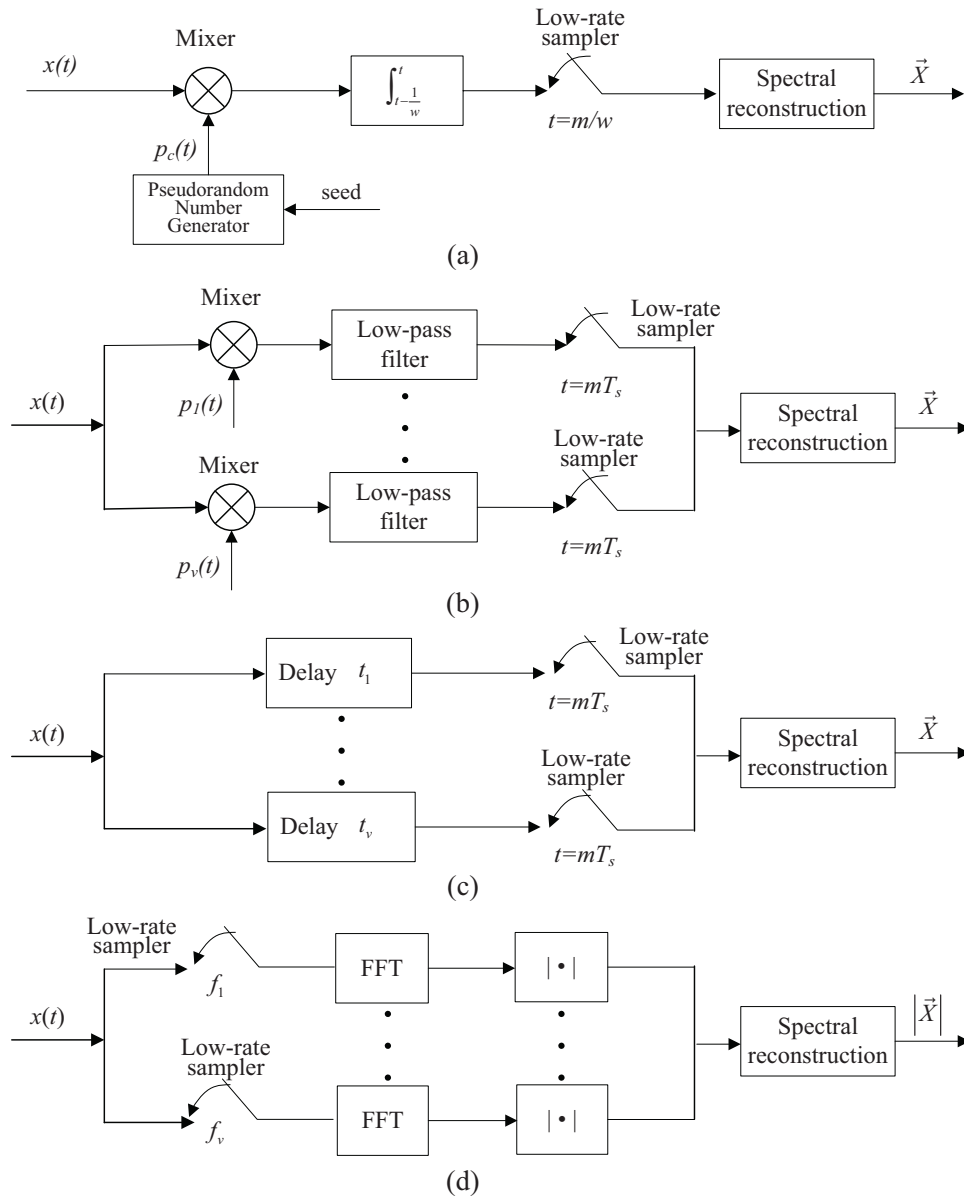 Mixer
Low-rate
sampler
x(t)
∫
t
t−1/w
t=m/w
Spectral
reconstruction
X⃗
p_c(t)
Pseudorandom
Number
Generator
seed
(a)
Mixer
Low-pass
filter
Low-rate
sampler
p_1(t)
t=mT_s
x(t)
Spectral
reconstruction
X⃗
Mixer
Low-pass
filter
Low-rate
sampler
p_v(t)
t=mT_s
(b)
Delay t_1
Low-rate
sampler
t=mT_s
x(t)
Spectral
reconstruction
X⃗
Delay t_v
Low-rate
sampler
t=mT_s
(c)
Low-rate
sampler
f_1
FFT
|•|
x(t)
Spectral
reconstruction
|X⃗|
Low-rate
sampler
f_v
FFT
|•|
(d)